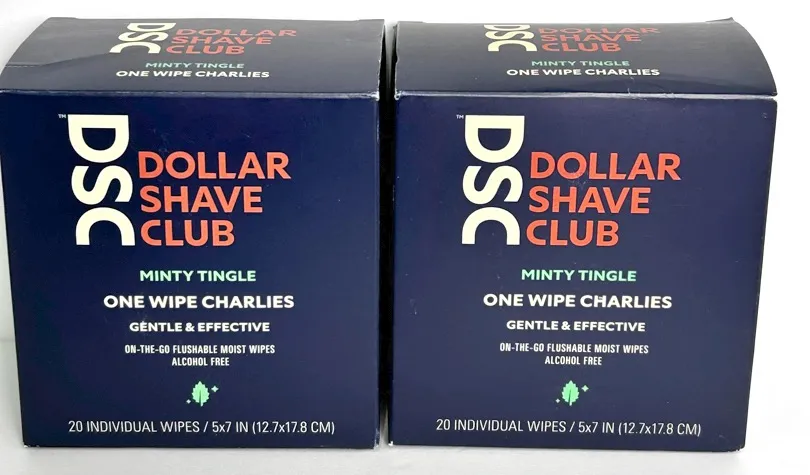 DSC
DOLLAR
SHAVE
CLUB
MINTY TINGLE
ONE WIPE CHARLIES
DSC
DOLLAR
SHAVE
CLUB
MINTY TINGLE
ONE WIPE CHARLIES
™
DSC
DOLLAR
SHAVE
CLUB
MINTY TINGLE
ONE WIPE CHARLIES
GENTLE & EFFECTIVE
ON-THE-GO FLUSHABLE MOIST WIPES
ALCOHOL FREE
20 INDIVIDUAL WIPES / 5x7 IN (12.7x17.8 CM)
™
DSC
DOLLAR
SHAVE
CLUB
MINTY TINGLE
ONE WIPE CHARLIES
GENTLE & EFFECTIVE
ON-THE-GO FLUSHABLE MOIST WIPES
ALCOHOL FREE
20 INDIVIDUAL WIPES / 5x7 IN (12.7x17.8 CM)